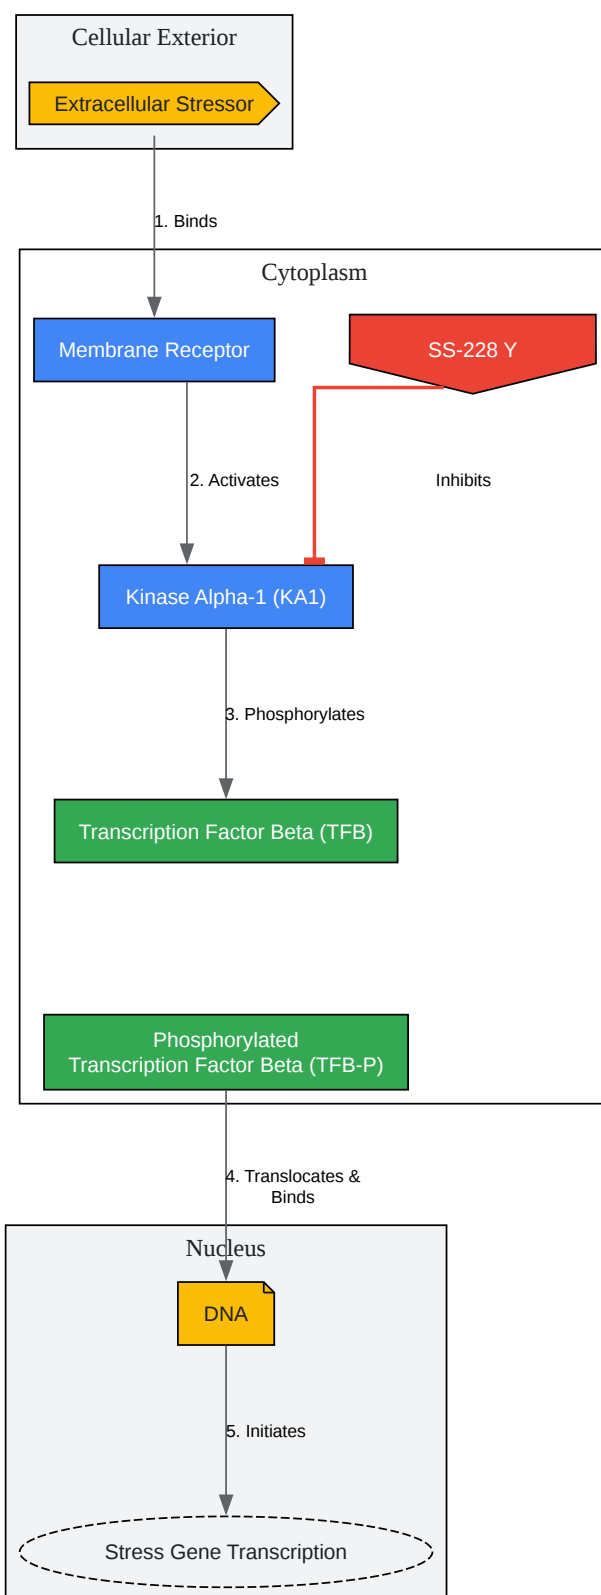 Cellular Exterior
Extracellular Stressor
1. Binds
Cytoplasm
Membrane Receptor
SS-228 Y
2. Activates
Inhibits
Kinase Alpha-1 (KA1)
3. Phosphorylates
Transcription Factor Beta (TFB)
Phosphorylated
Transcription Factor Beta (TFB-P)
4. Translocates &
Binds
Nucleus
DNA
5. Initiates
Stress Gene Transcription